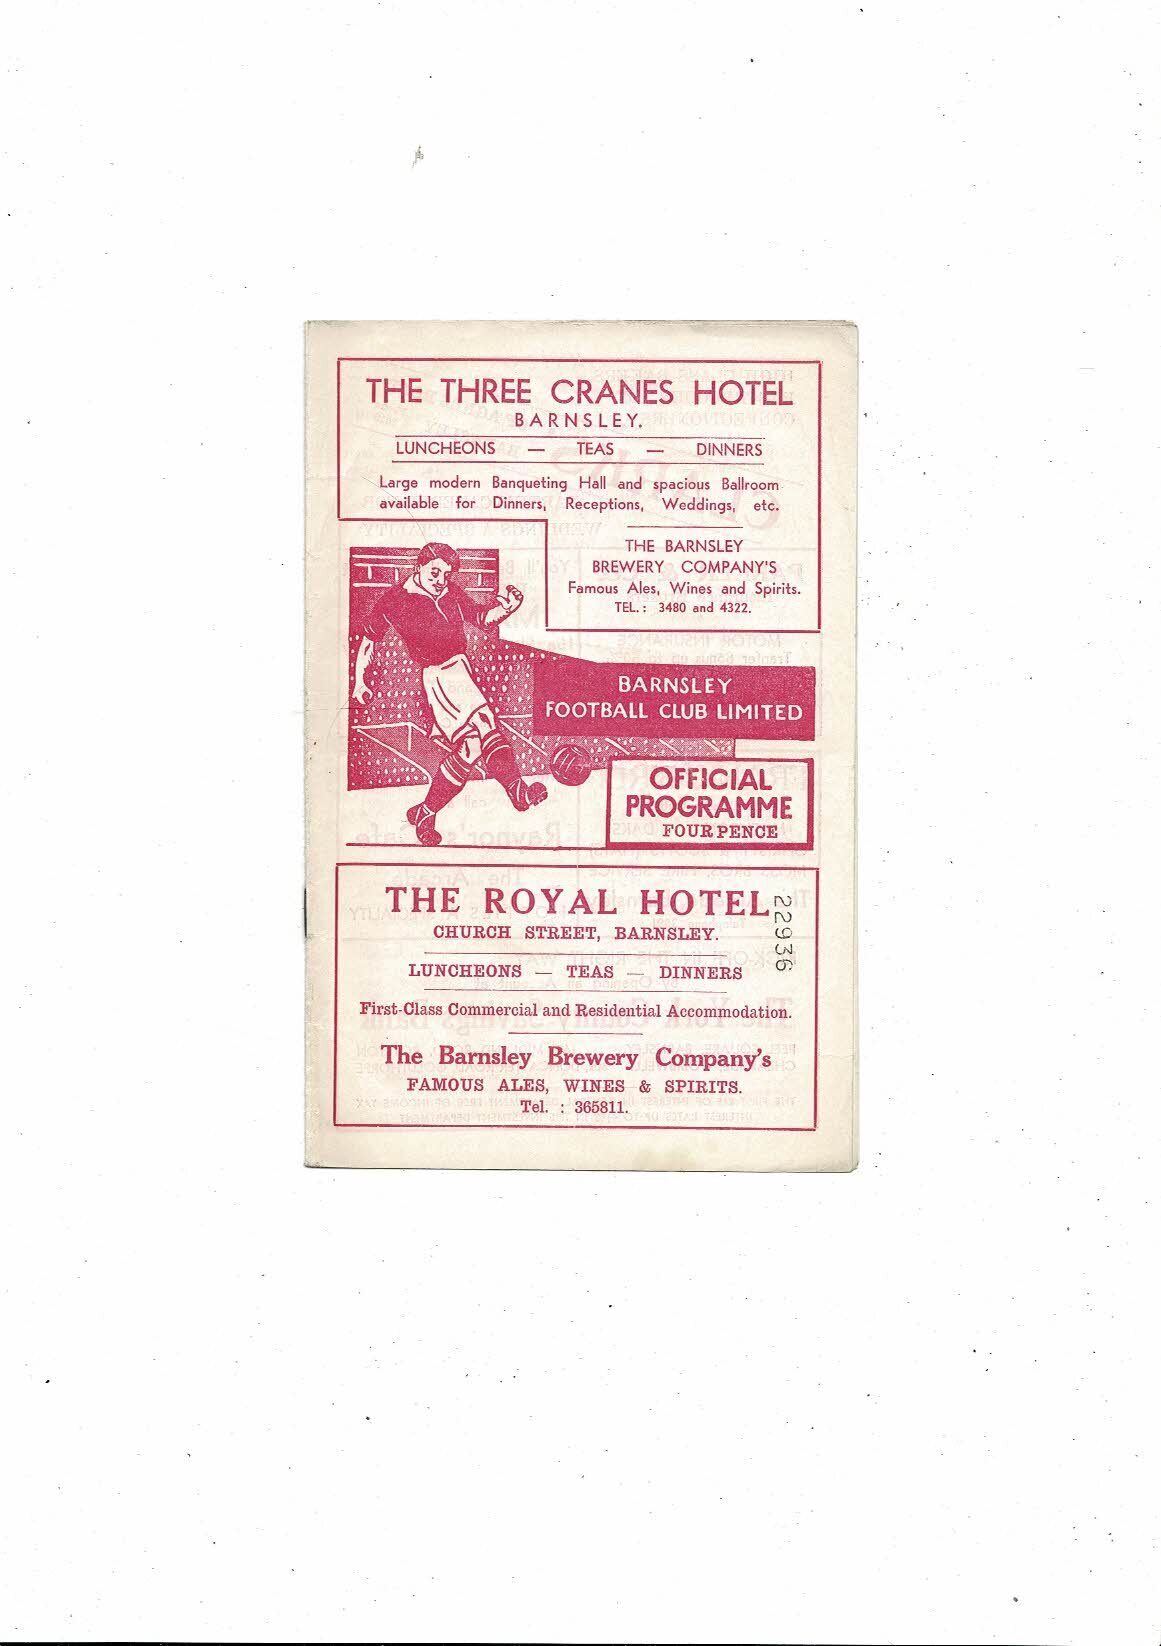 THE THREE CRANES HOTEL
BARNSLEY.
LUNCHEONS — TEAS — DINNERS
Large modern Banqueting Hall and spacious Ballroom
available for Dinners, Receptions, Weddings, etc.
THE BARNSLEY
BREWERY COMPANY'S
Famous Ales, Wines and Spirits.
TEL. : 3480 and 4322.
BARNSLEY
FOOTBALL CLUB LIMITED
OFFICIAL
PROGRAMME
FOURPENCE
THE ROYAL HOTEL
CHURCH STREET, BARNSLEY.
LUNCHEONS — TEAS — DINNERS
First-Class Commercial and Residential Accommodation.
The Barnsley Brewery Company's
FAMOUS ALES, WINES & SPIRITS.
Tel. : 365811.
22936